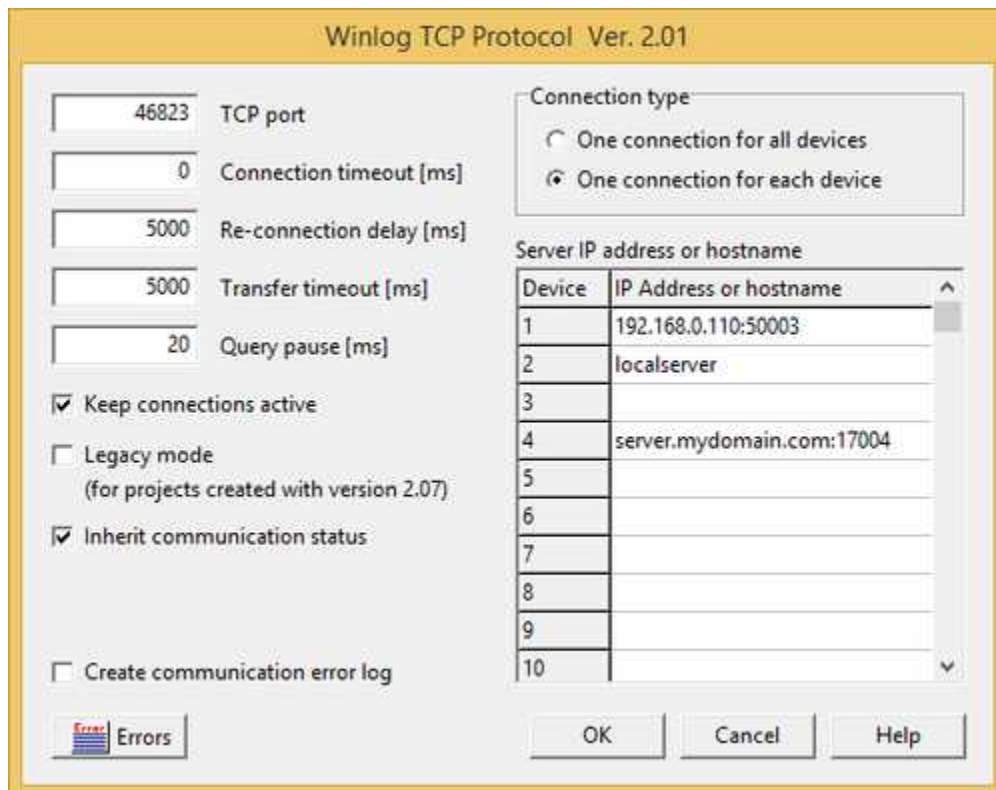 Winlog TCP Protocol Ver. 2.01
46823 TCP port
0 Connection timeout [ms]
5000 Re-connection delay [ms]
5000 Transfer timeout [ms]
20 Query pause [ms]
Keep connections active
Legacy mode
(for projects created with version 2.07)
Inherit communication status
Create communication error log
Error Errors
Connection type
One connection for all devices
One connection for each device
Server IP address or hostname
Device IP Address or hostname
1 192.168.0.110:50003
2 localserver
3
4 server.mydomain.com:17004
5
6
7
8
9
10
OK Cancel Help